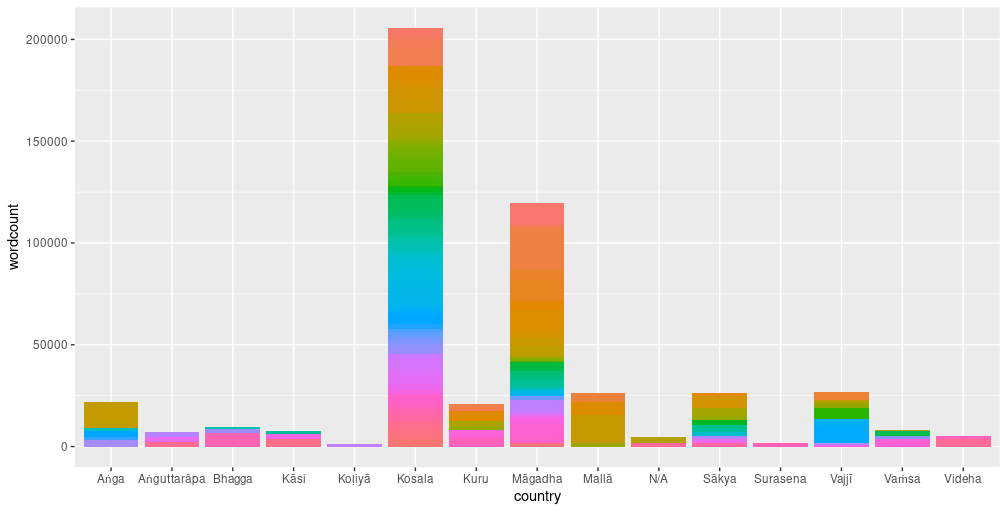 200000
150000
100000
50000
0
wordcount
Aṅga Aṅguttarāpa Bhagga Kāsi Koḷiyā Kosala Kuru Māgadha Mallā N/A Sākya Surasena Vajjī Vaṁsa Videha
country